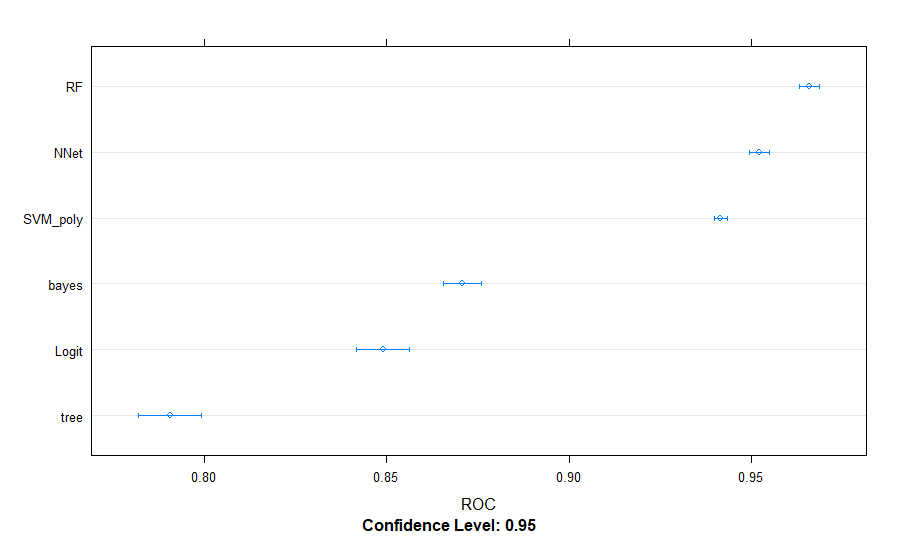 RF
NNet
SVM_poly
bayes
Logit
tree
0.80 0.85 0.90 0.95
ROC
Confidence Level: 0.95